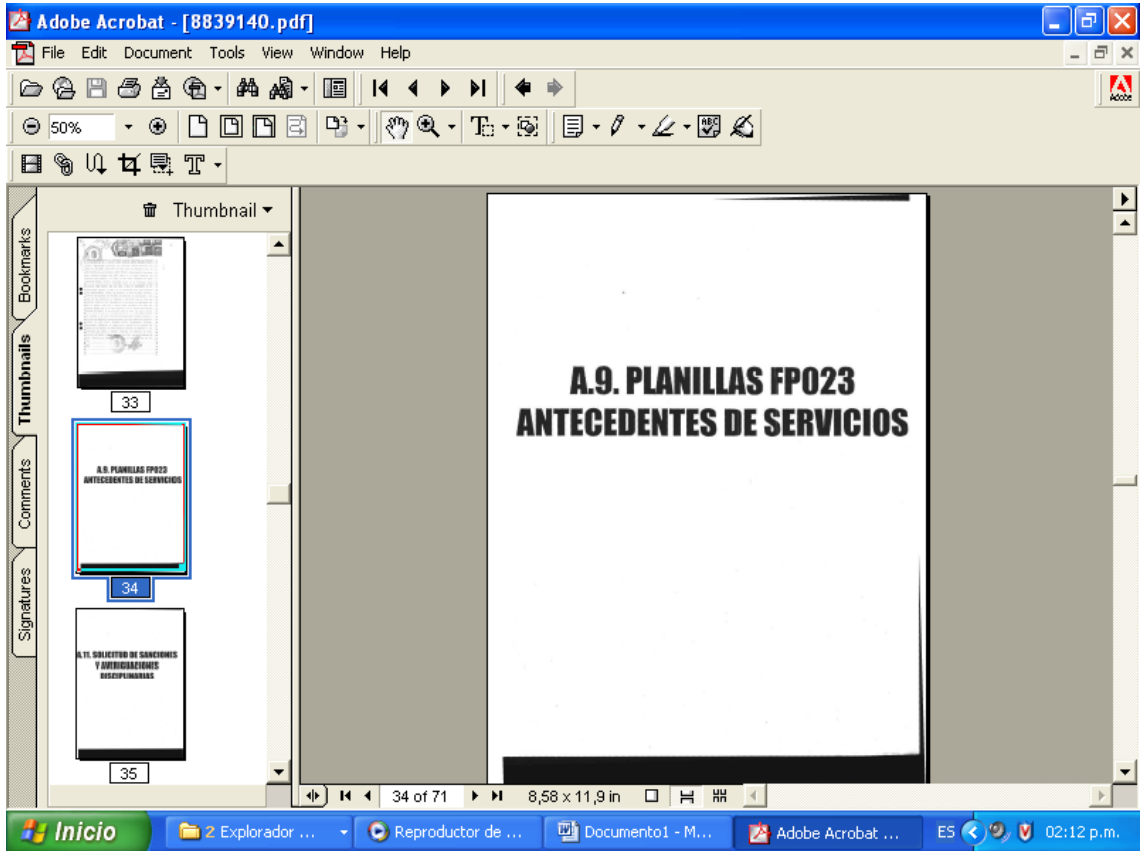 Adobe Acrobat - [8839140.pdf]
File Edit Document Tools View Window Help
Adobe
50%
Bookmarks
Thumbnails
Comments
Signatures
Thumbnail
33
A.9. PLANILLAS FP023
ANTECEDENTES DE SERVICIOS
34
A.11. SOLICITUD DE SANCIONES
Y AVERIGUACIONES
DISCIPLINARIAS
35
A.9. PLANILLAS FP023
ANTECEDENTES DE SERVICIOS
34 of 71 8,58 x 11,9 in
Inicio 2 Explorador ... Reproductor de ... Documento1 - M... Adobe Acrobat ... ES 02:12 p.m.